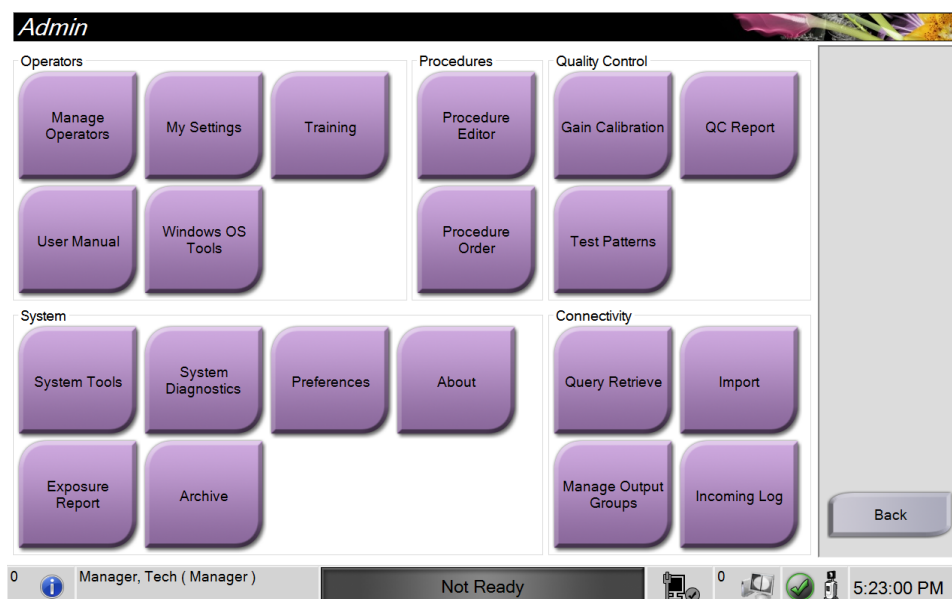 Admin
Operators
Manage
Operators
My Settings
Training
User Manual
Windows OS
Tools
Procedures
Procedure
Editor
Procedure
Order
Quality Control
Gain Calibration
QC Report
Test Patterns
System
System Tools
System
Diagnostics
Preferences
About
Exposure
Report
Archive
Connectivity
Query Retrieve
Import
Manage Output
Groups
Incoming Log
Back
0
Manager, Tech ( Manager )
Not Ready
0
5:23:00 PM